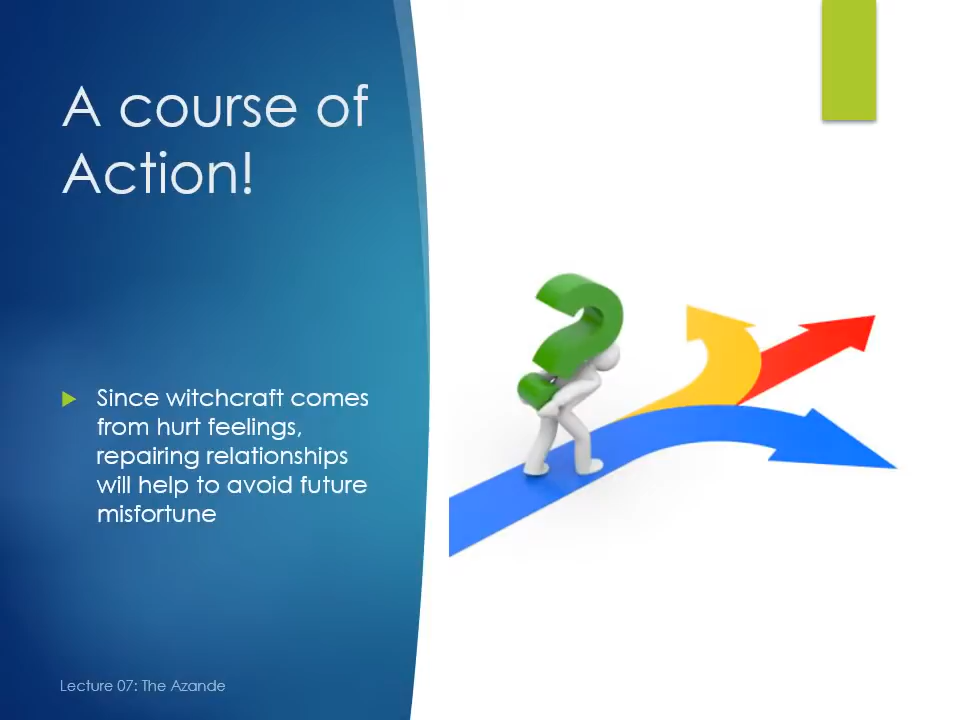 A course of
Action!
Since witchcraft comes
from hurt feelings,
repairing relationships
will help to avoid future
misfortune
Lecture 07: The Azande